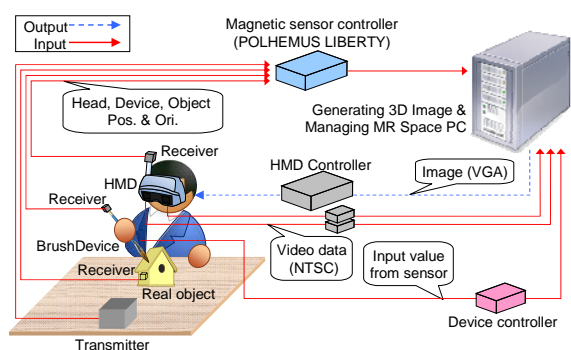 Output
Input
Magnetic sensor controller
(POLHEMUS LIBERTY)
Head, Device, Object
Pos. & Ori.
Generating 3D Image &
Managing MR Space PC
Receiver
HMD
HMD Controller
Image (VGA)
Receiver
BrushDevice
Video data
(NTSC)
Input value
from sensor
Receiver
Real object
Device controller
Transmitter